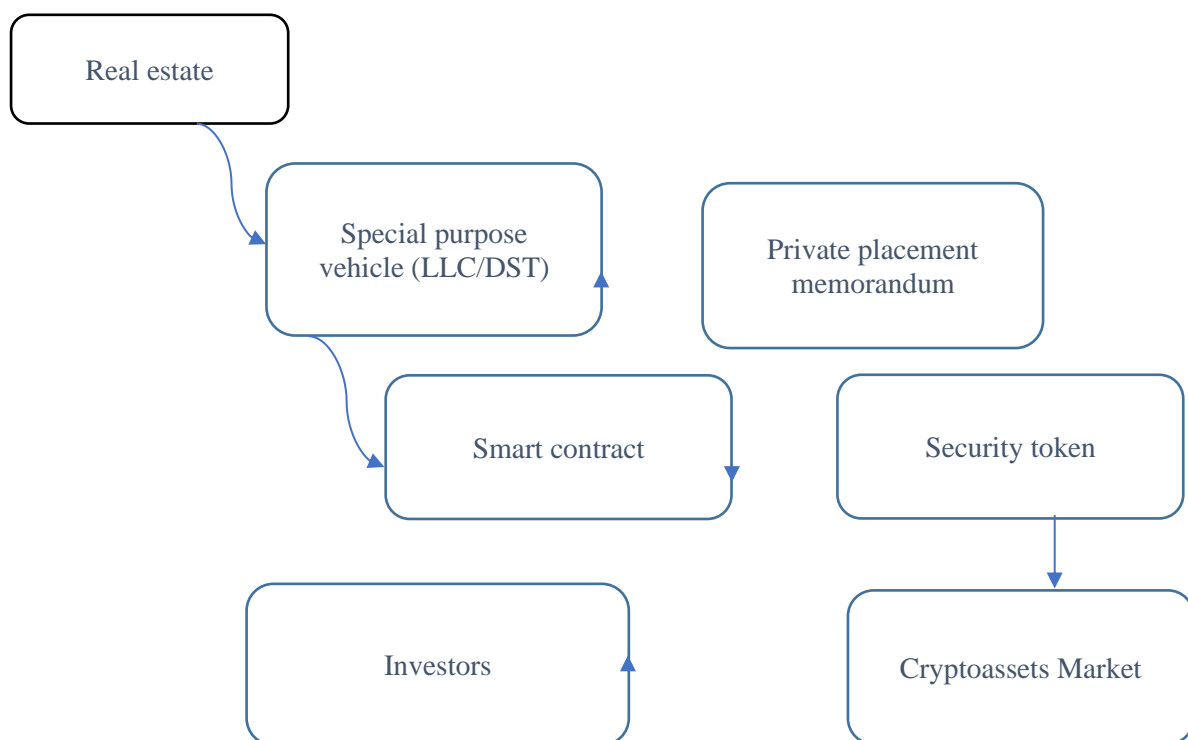 Real estate
Special purpose
vehicle (LLC/DST)
Private placement
memorandum
Smart contract
Security token
Investors
Cryptoassets Market